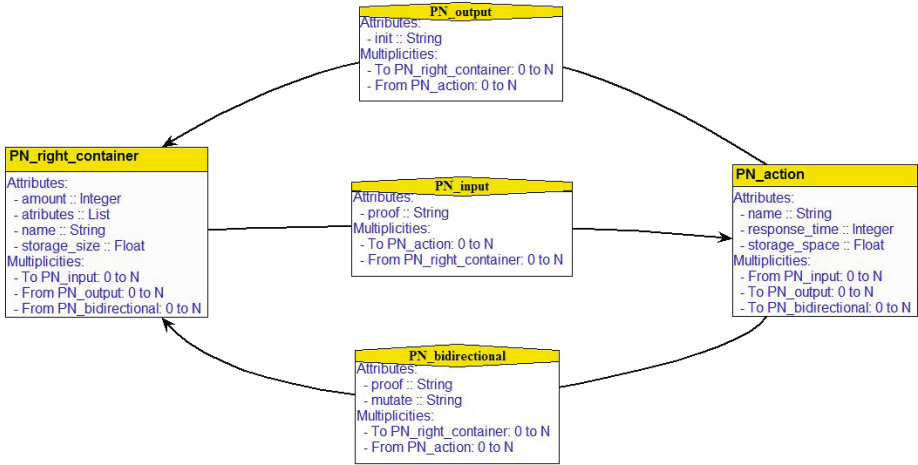 PN_output
Attributes:
- init :: String
Multiplicities:
- To PN_right_container: 0 to N
- From PN_action: 0 to N
PN_right_container
Attributes:
- amount :: Integer
- atributes :: List
- name :: String
- storage_size :: Float
Multiplicities:
- To PN_input: 0 to N
- From PN_output: 0 to N
- From PN_bidirectional: 0 to N
PN_input
Attributes:
- proof :: String
Multiplicities:
- To PN_action: 0 to N
- From PN_right_container: 0 to N
PN_action
Attributes:
- name :: String
- response_time :: Integer
- storage_space :: Float
Multiplicities:
- From PN_input: 0 to N
- To PN_output: 0 to N
- To PN_bidirectional: 0 to N
PN_bidirectional
Attributes:
- proof :: String
- mutate :: String
Multiplicities:
- To PN_right_container: 0 to N
- From PN_action: 0 to N